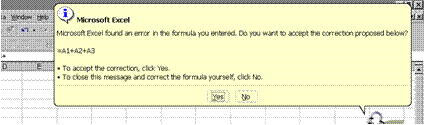 Microsoft Excel
Microsoft Excel found an error in the formula you entered. Do you want to accept the correction proposed below?
a Window Help
=A1+A2+A3
• To accept the correction, click Yes.
• To close this message and correct the formula yourself, click No.
D E
Yes No